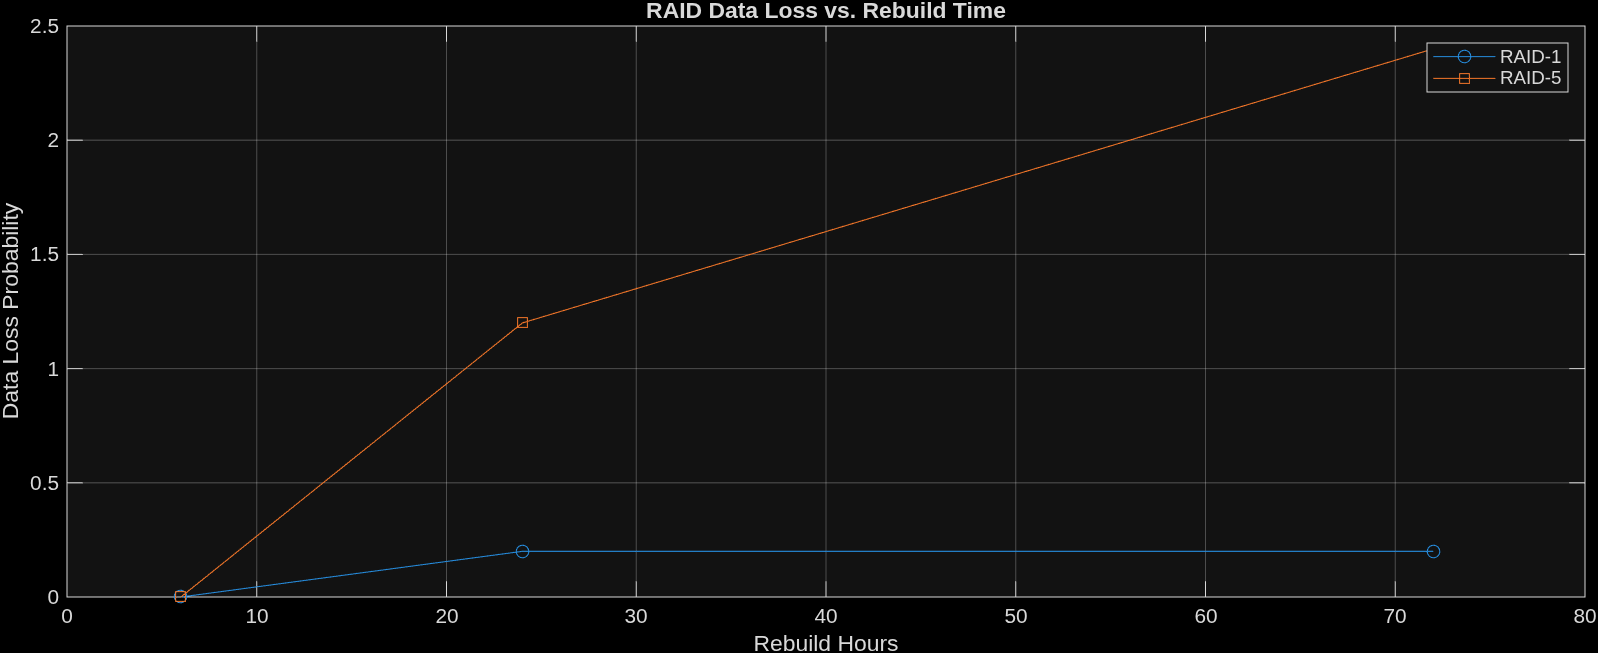 RAID Data Loss vs. Rebuild Time
2.5
2
1.5
1
0.5
0
Data Loss Probability
0 10 20 30 40 50 60 70 80
Rebuild Hours
RAID-1
RAID-5